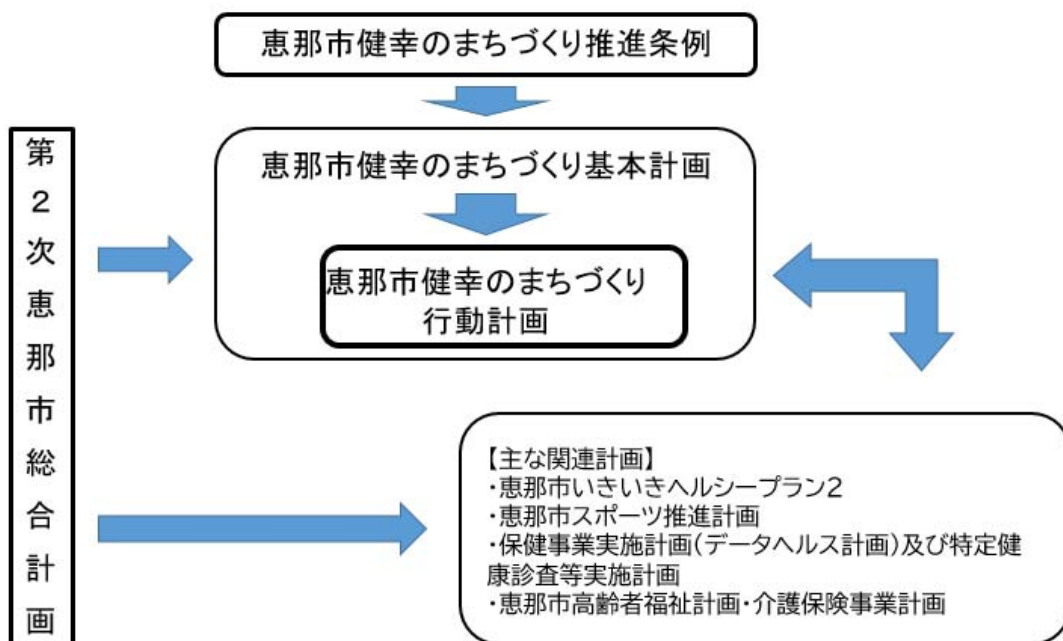 恵那市健幸のまちづくり推進条例
第2次恵那市総合計画
恵那市健幸のまちづくり基本計画
恵那市健幸のまちづくり
行動計画
【主な関連計画】
・恵那市いきいきヘルシープラン2
・恵那市スポーツ推進計画
・保健事業実施計画(データヘルス計画)及び特定健
康診査等実施計画
・恵那市高齢者福祉計画・介護保険事業計画